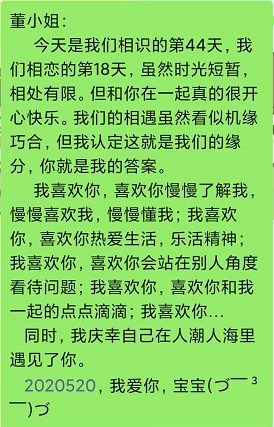 董小姐：
今天是我们相识的第44天，我
们相恋的第18天，虽然时光短暂，
相处有限。但和你在一起真的很开
心快乐。我们的相遇虽然看似机缘
巧合，但我认定这就是我们的缘
分，你就是我的答案。
我喜欢你，喜欢你慢慢了解我，
慢慢喜欢我，慢慢懂我；我喜欢
你，喜欢你热爱生活，乐活精神；
我喜欢你，喜欢你会站在别人角度
看待问题；我喜欢你，喜欢你和我
一起的点点滴滴；我喜欢你...
同时，我庆幸自己在人潮人海里
遇见了你。
2020520，我爱你，宝宝(づ￣ ³
￣)づ